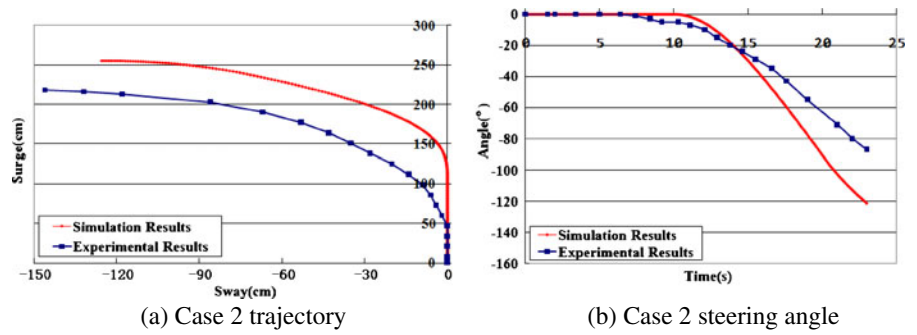 300
250
200
150
100
50
0
Surge(cm)
Simulation Results
Experimental Results
−150 −120 −90 −60 −30 0
Sway(cm)
(a) Case 2 trajectory
0
-20
-40
-60
-80
-100
-120
-140
-160
0 5 10 15 20 25
Angle(°)
Simulation Results
Experimental Results
Time(s)
(b) Case 2 steering angle